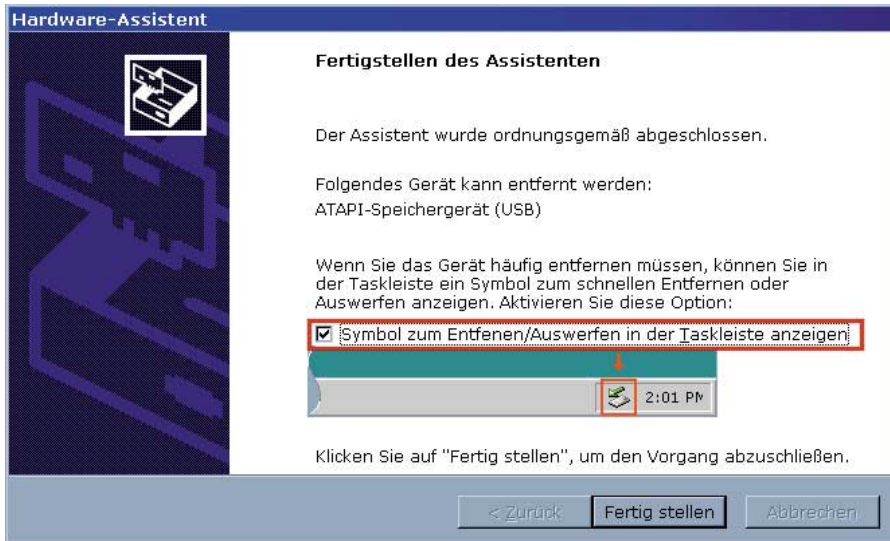 Hardware-Assistent
Fertigstellen des Assistenten
Der Assistent wurde ordnungsgemäß abgeschlossen.
Folgendes Gerät kann entfernt werden:
ATAPI-Speichergerät (USB)
Wenn Sie das Gerät häufig entfernen müssen, können Sie in
der Taskleiste ein Symbol zum schnellen Entfernen oder
Auswerfen anzeigen. Aktivieren Sie diese Option:
Symbol zum Entfenen/Auswerfen in der Taskleiste anzeigen
2:01 PM
Klicken Sie auf "Fertig stellen", um den Vorgang abzuschließen.
< Zurück Fertig stellen Abbrechen